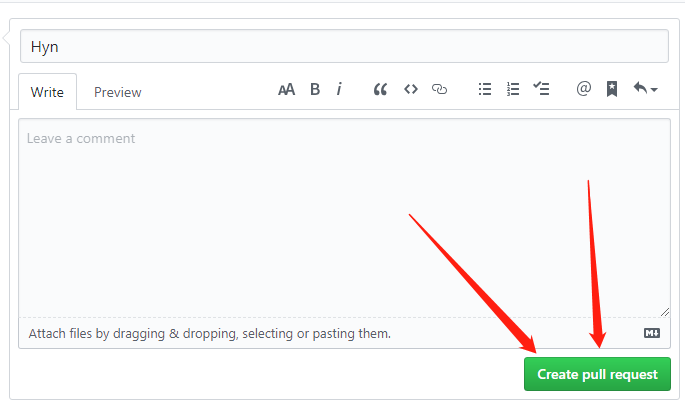 Hyn
Write Preview AA B i @
Leave a comment
Attach files by dragging & dropping, selecting or pasting them. M
Create pull request